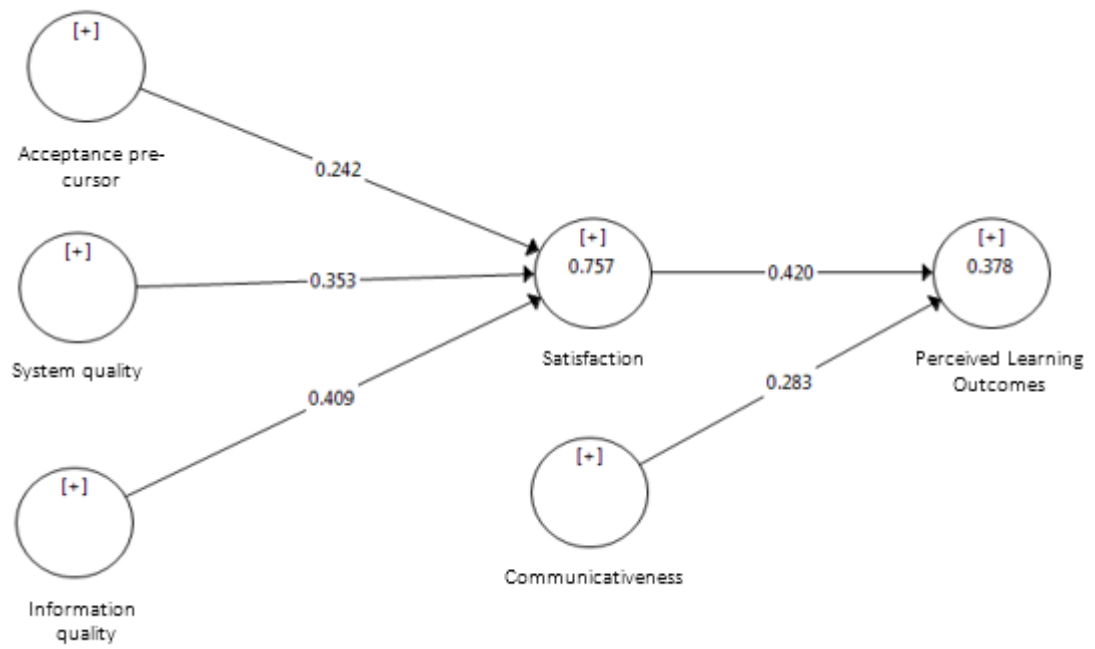 [+]
Acceptance pre-
cursor
0.242
[+]
System quality
0.353
[+]
Information
quality
0.409
[+]
0.757
Satisfaction
0.420
[+]
Communicativeness
0.283
[+]
0.378
Perceived Learning
Outcomes